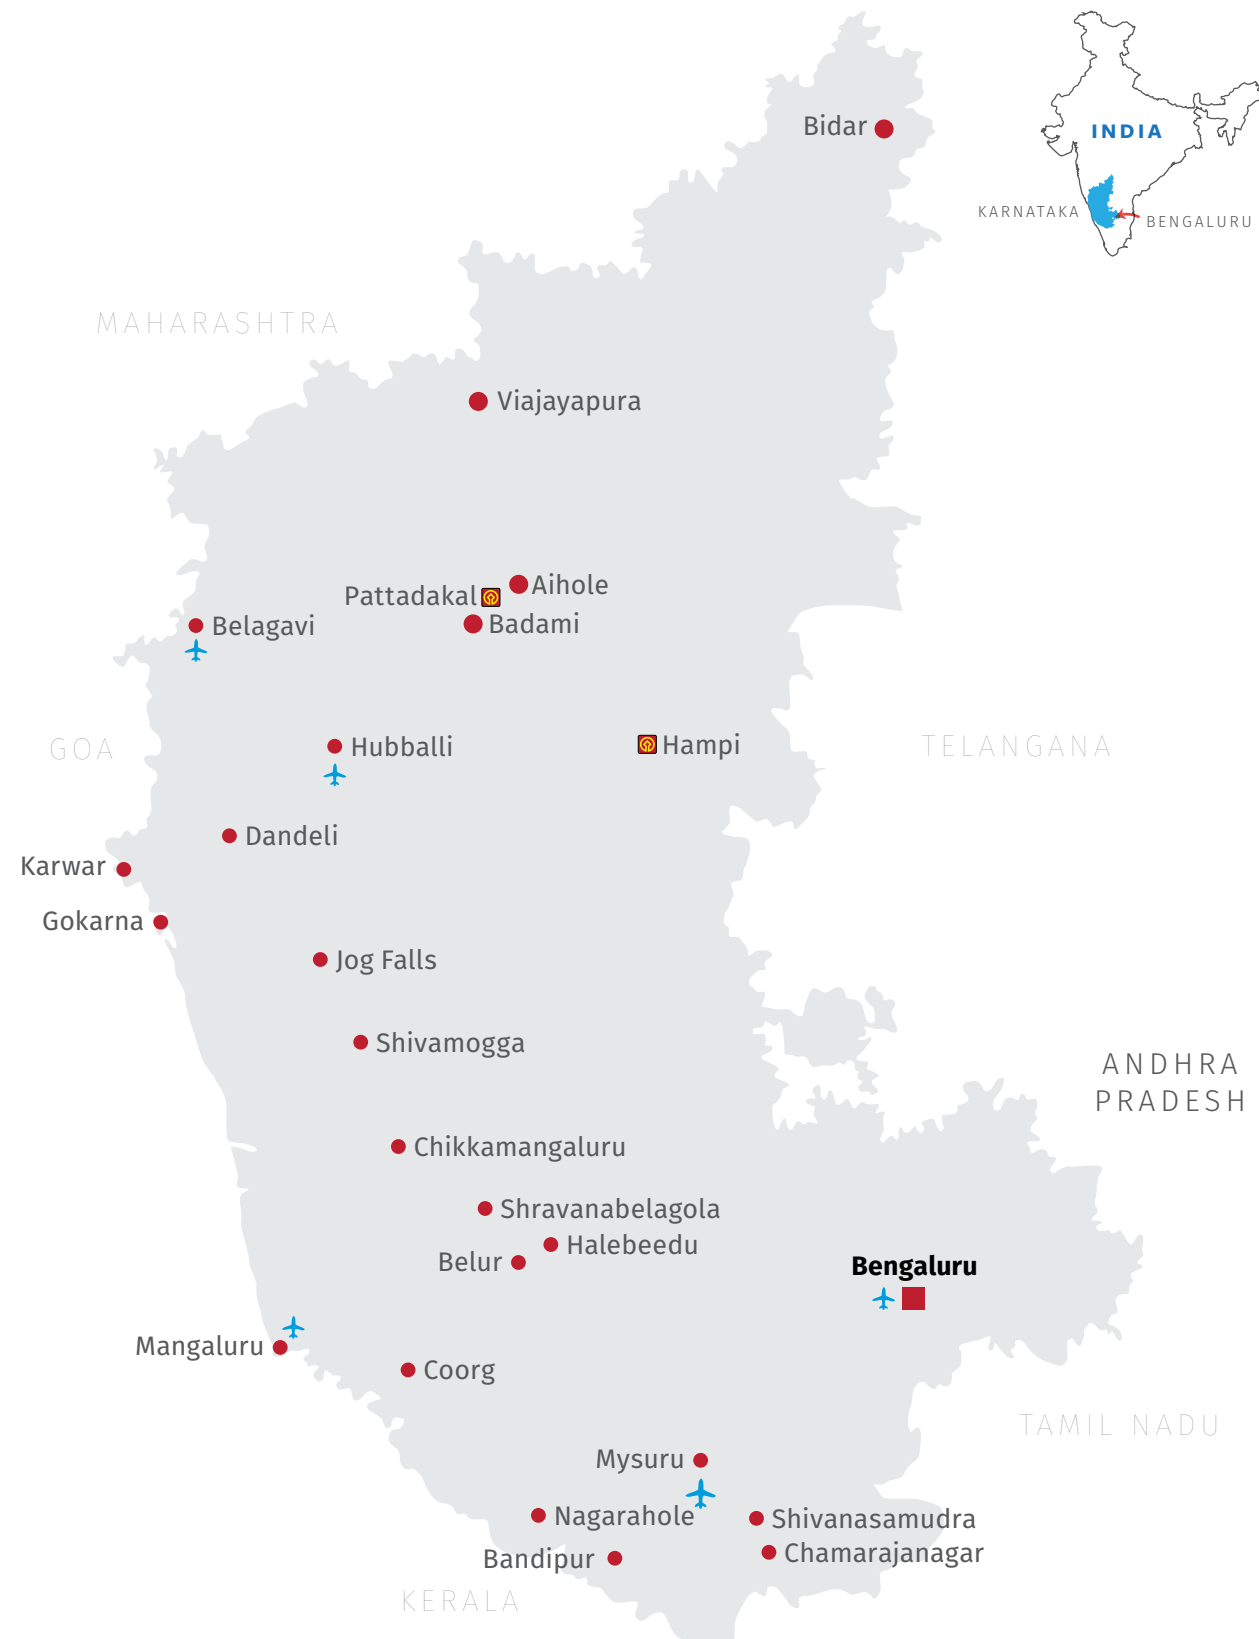 Bidar
INDIA
KARNATAKA
BENGALURU
MAHARASHTRA
Viajayapura
Aihole
Pattadakal
Badami
Belagavi
GOA
Hubballi
Hampi
TELANGANA
Dandeli
Karwar
Gokarna
Jog Falls
Shivamogga
ANDHRA
PRADESH
Chikkamangaluru
Shravanabelagola
Halebeedu
Belur
Bengaluru
Mangaluru
Coorg
TAMIL NADU
Mysuru
Nagarahole
Shivanasamudra
Chamarajanagar
Bandipur
KERALA